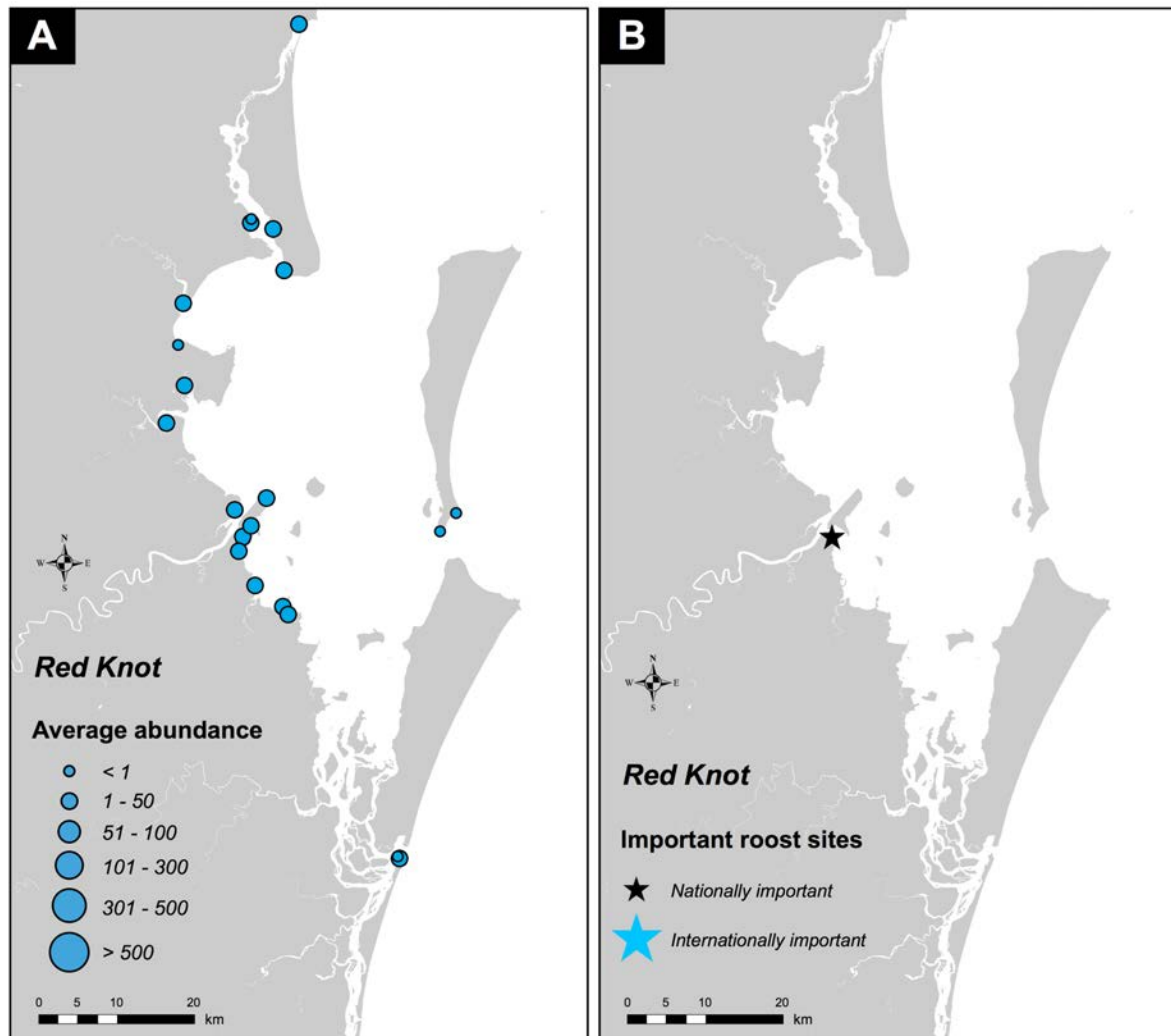 A
N
W E
S
Red Knot
Average abundance
< 1
1 - 50
51 - 100
101 - 300
301 - 500
> 500
0 5 10 20
km
B
N
W E
S
Red Knot
Important roost sites
Nationally important
Internationally important
0 5 10 20
km